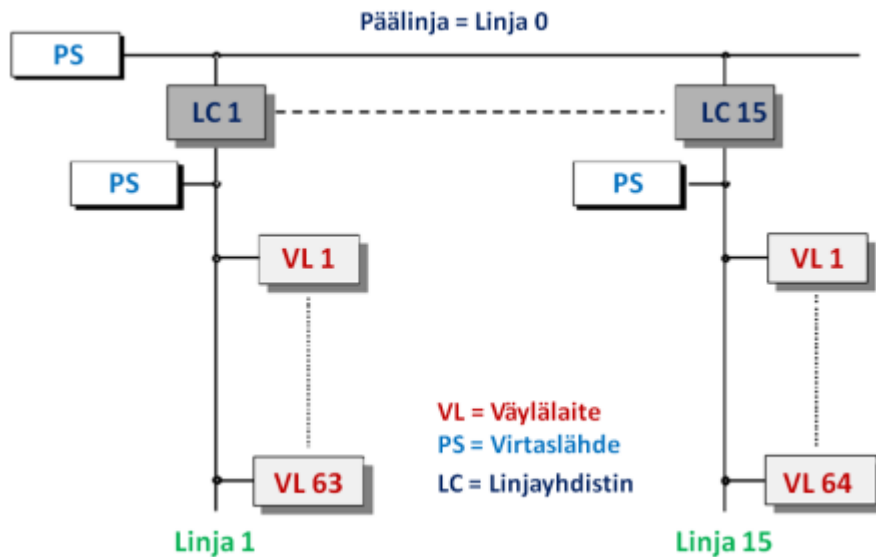 Päälinja = Linja 0
PS
LC 1
LC 15
PS
PS
VL 1
VL 1
VL = Väylälaite
PS = Virtaslähde
LC = Linjayhdistin
VL 63
VL 64
Linja 1
Linja 15